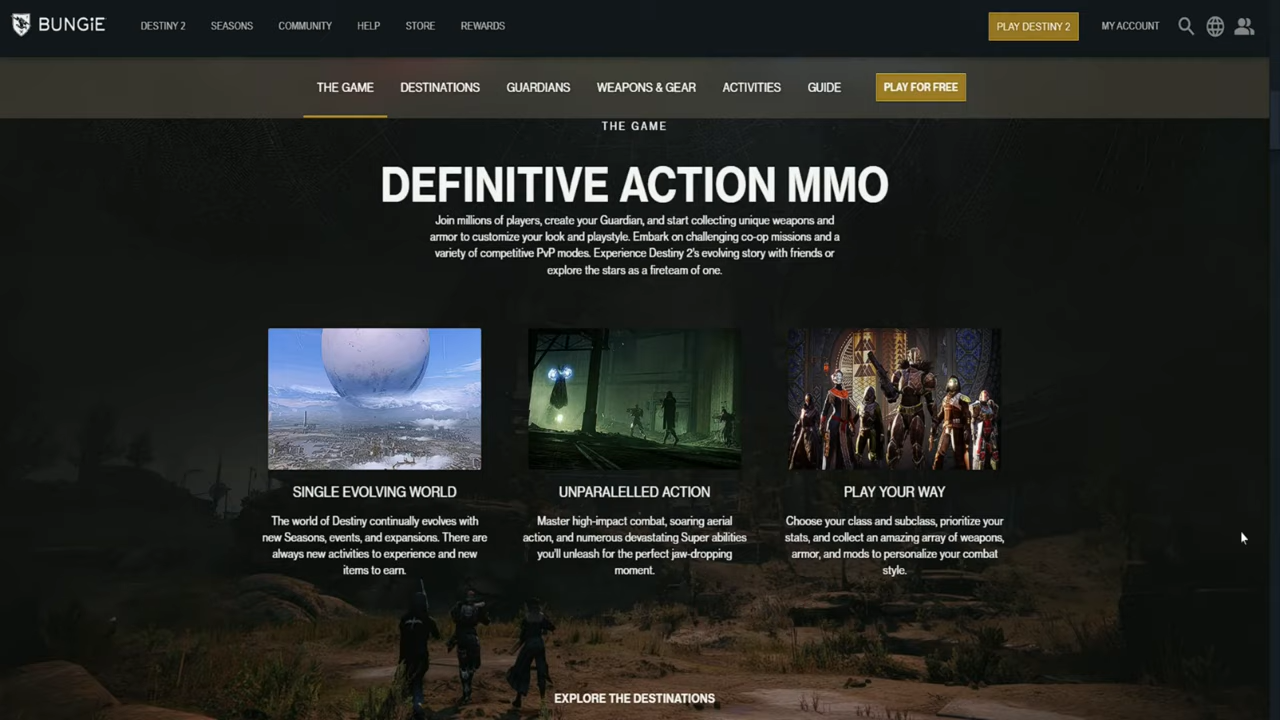 BUNGiE
DESTINY 2
SEASONS
COMMUNITY
HELP
STORE
REWARDS
PLAY DESTINY 2
MY ACCOUNT
THE GAME
DESTINATIONS
GUARDIANS
WEAPONS & GEAR
ACTIVITIES
GUIDE
PLAY FOR FREE
THE GAME
DEFINITIVE ACTION MMO
Join millions of players, create your Guardian, and start collecting unique weapons and
armor to customize your look and playstyle. Embark on challenging co-op missions and a
variety of competitive PvP modes. Experience Destiny 2's evolving story with friends or
explore the stars as a fireteam of one.
SINGLE EVOLVING WORLD
The world of Destiny continually evolves with
new Seasons, events, and expansions. There are
always new activities to experience and new
items to earn.
UNPARALELLED ACTION
Master high-impact combat, soaring aerial
action, and numerous devastating Super abilities
you'll unleash for the perfect jaw-dropping
moment.
PLAY YOUR WAY
Choose your class and subclass, prioritize your
stats, and collect an amazing array of weapons,
armor, and mods to personalize your combat
style.
EXPLORE THE DESTINATIONS